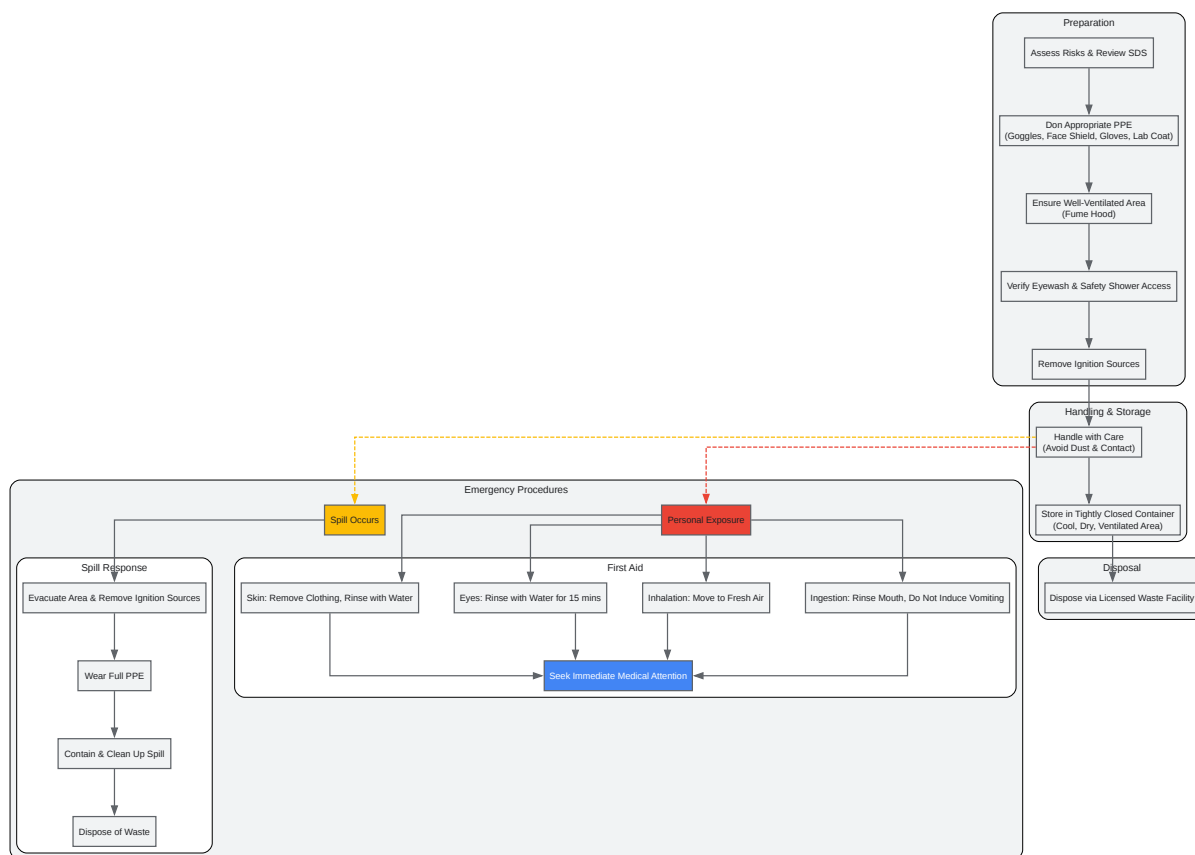 Preparation
Assess Risks & Review SDS
Don Appropriate PPE
(Goggles, Face Shield, Gloves, Lab Coat)
Ensure Well-Ventilated Area
(Fume Hood)
Verify Eyewash & Safety Shower Access
Remove Ignition Sources
Handling & Storage
Handle with Care
(Avoid Dust & Contact)
Store in Tightly Closed Container
(Cool, Dry, Ventilated Area)
Disposal
Dispose via Licensed Waste Facility
Emergency Procedures
Spill Occurs
Personal Exposure
Spill Response
Evacuate Area & Remove Ignition Sources
Wear Full PPE
Contain & Clean Up Spill
Dispose of Waste
First Aid
Skin: Remove Clothing, Rinse with Water
Eyes: Rinse with Water for 15 mins
Inhalation: Move to Fresh Air
Ingestion: Rinse Mouth, Do Not Induce Vomiting
Seek Immediate Medical Attention